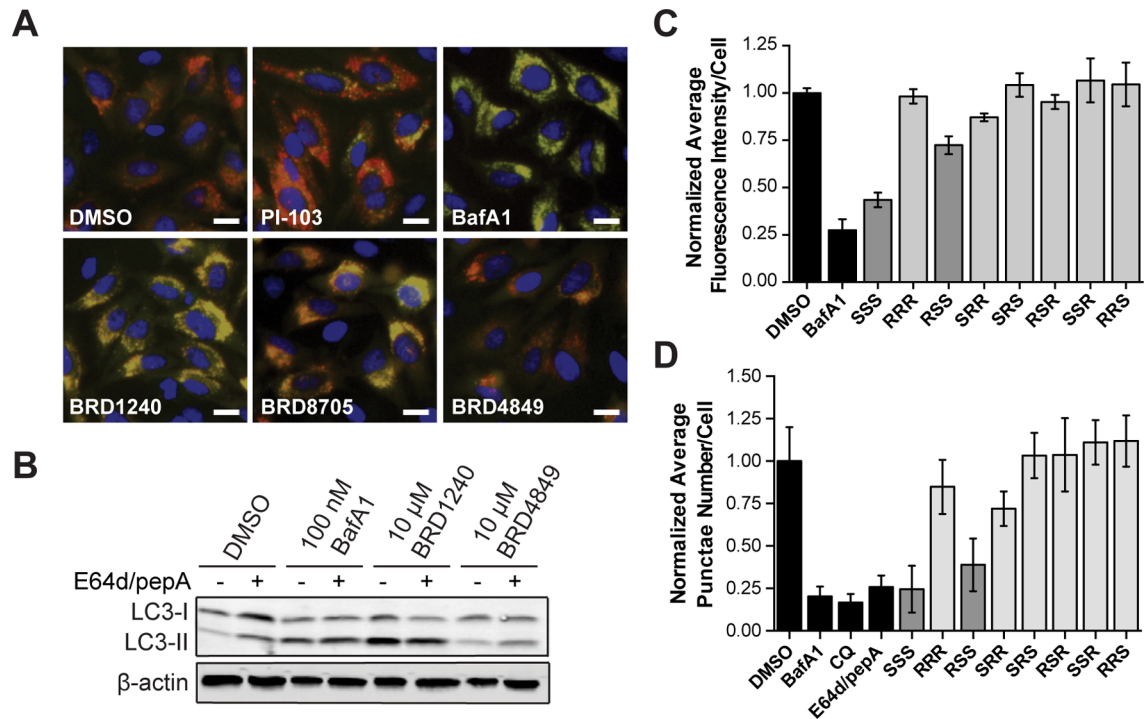 A
DMSO
PI-103
BafA1
BRD1240
BRD8705
BRD4849
B
DMSO
100 nM
BafA1
10 µM
BRD1240
10 µM
BRD4849
E64d/pepA - + - + - + - +
LC3-I
LC3-II
β-actin
C
Normalized Average
Fluorescence Intensity/Cell
1.25
1.00
0.75
0.50
0.25
0.00
DMSO
BafA1
SSS
RRR
RSS
SRR
SRS
RSR
SSR
RRS
D
Normalized Average
Punctae Number/Cell
1.50
1.25
1.00
0.75
0.50
0.25
0.00
DMSO
BafA1
CQ
E64d/pepA
SSS
RRR
RSS
SRR
SRS
RSR
SSR
RRS